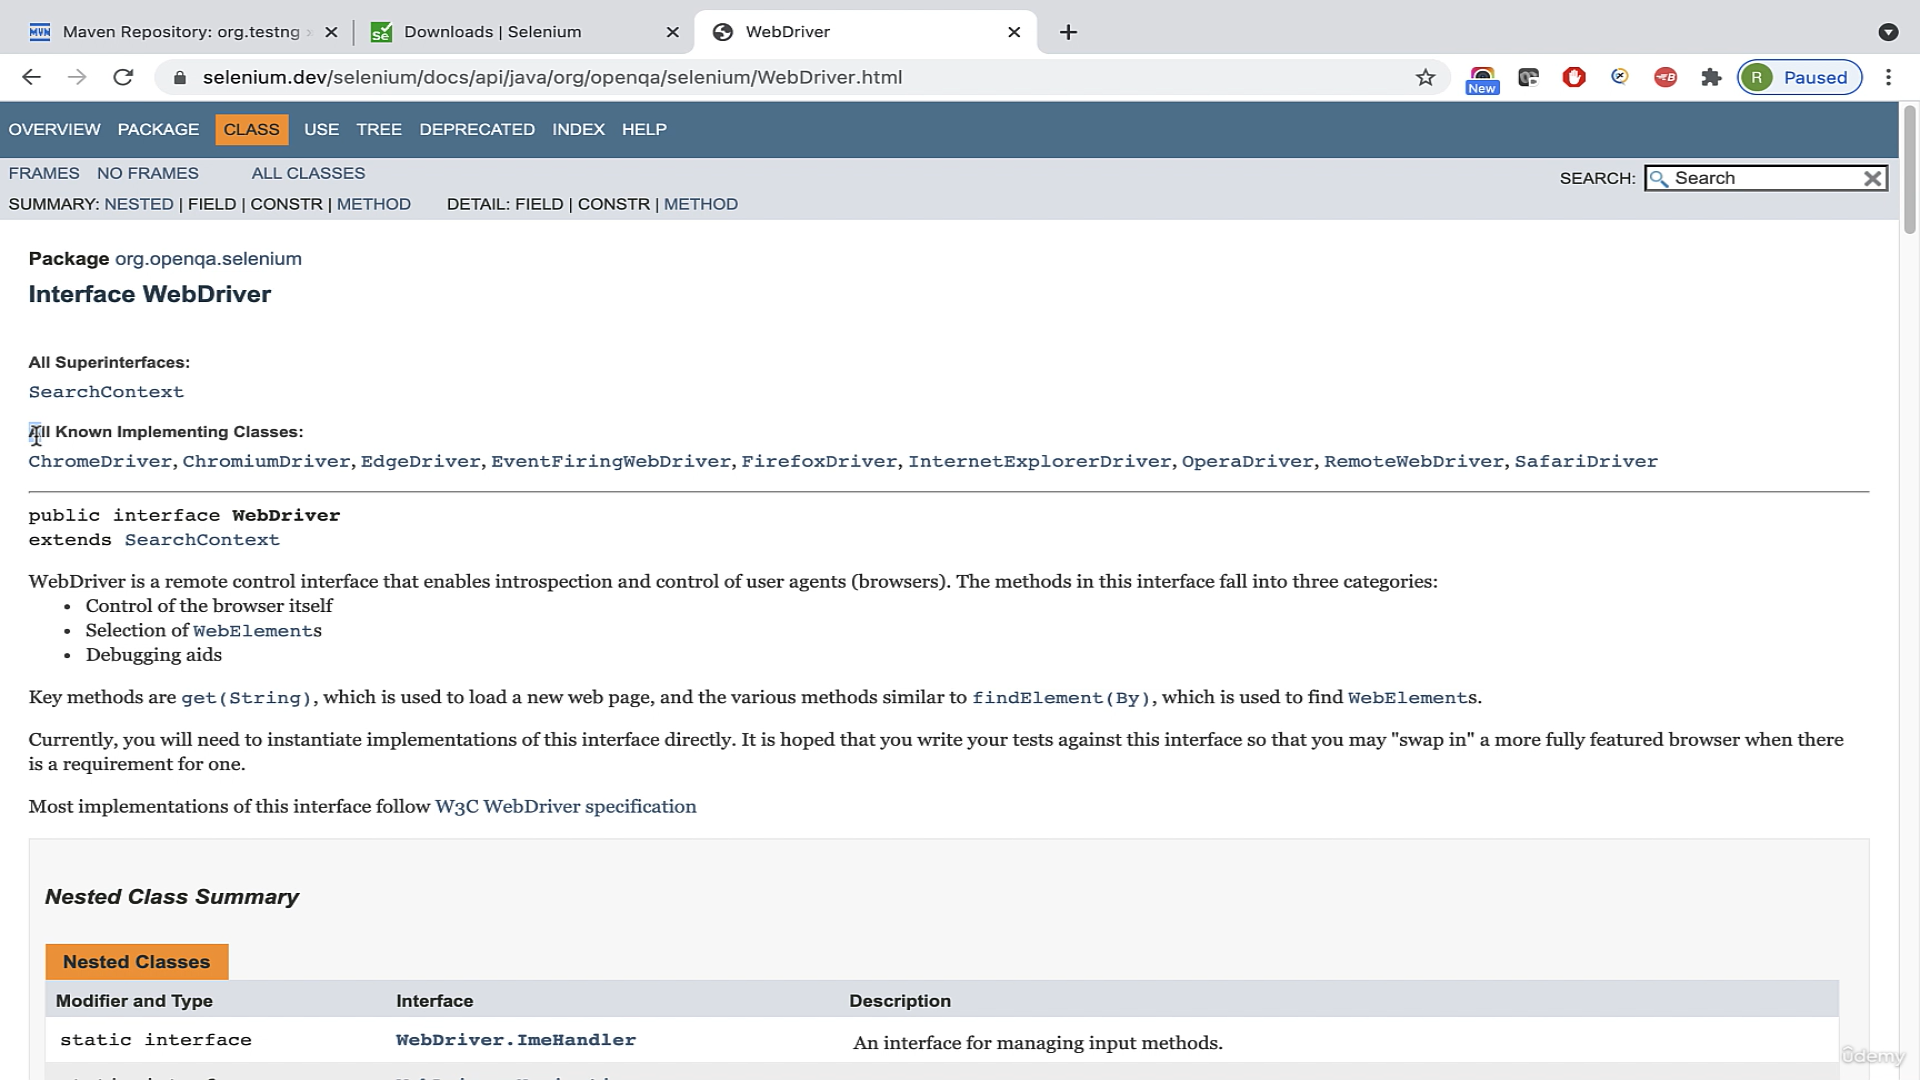 Maven Repository: org.testng
Downloads | Selenium
WebDriver
selenium.dev/selenium/docs/api/java/org/openqa/selenium/WebDriver.html
New
R Paused
OVERVIEW PACKAGE CLASS USE TREE DEPRECATED INDEX HELP
FRAMES NO FRAMES ALL CLASSES
SEARCH: Search
SUMMARY: NESTED | FIELD | CONSTR | METHOD DETAIL: FIELD | CONSTR | METHOD
Package org.openqa.selenium
Interface WebDriver
All Superinterfaces:
SearchContext
All Known Implementing Classes:
ChromeDriver, ChromiumDriver, EdgeDriver, EventFiringWebDriver, FirefoxDriver, InternetExplorerDriver, OperaDriver, RemoteWebDriver, SafariDriver
public interface WebDriver
extends SearchContext
WebDriver is a remote control interface that enables introspection and control of user agents (browsers). The methods in this interface fall into three categories:
• Control of the browser itself
• Selection of WebElements
• Debugging aids
Key methods are get(String), which is used to load a new web page, and the various methods similar to findElement(By), which is used to find WebElements.
Currently, you will need to instantiate implementations of this interface directly. It is hoped that you write your tests against this interface so that you may "swap in" a more fully featured browser when there
is a requirement for one.
Most implementations of this interface follow W3C WebDriver specification
Nested Class Summary
Nested Classes
Modifier and Type Interface Description
static interface WebDriver.ImeHandler An interface for managing input methods.
ûdemy